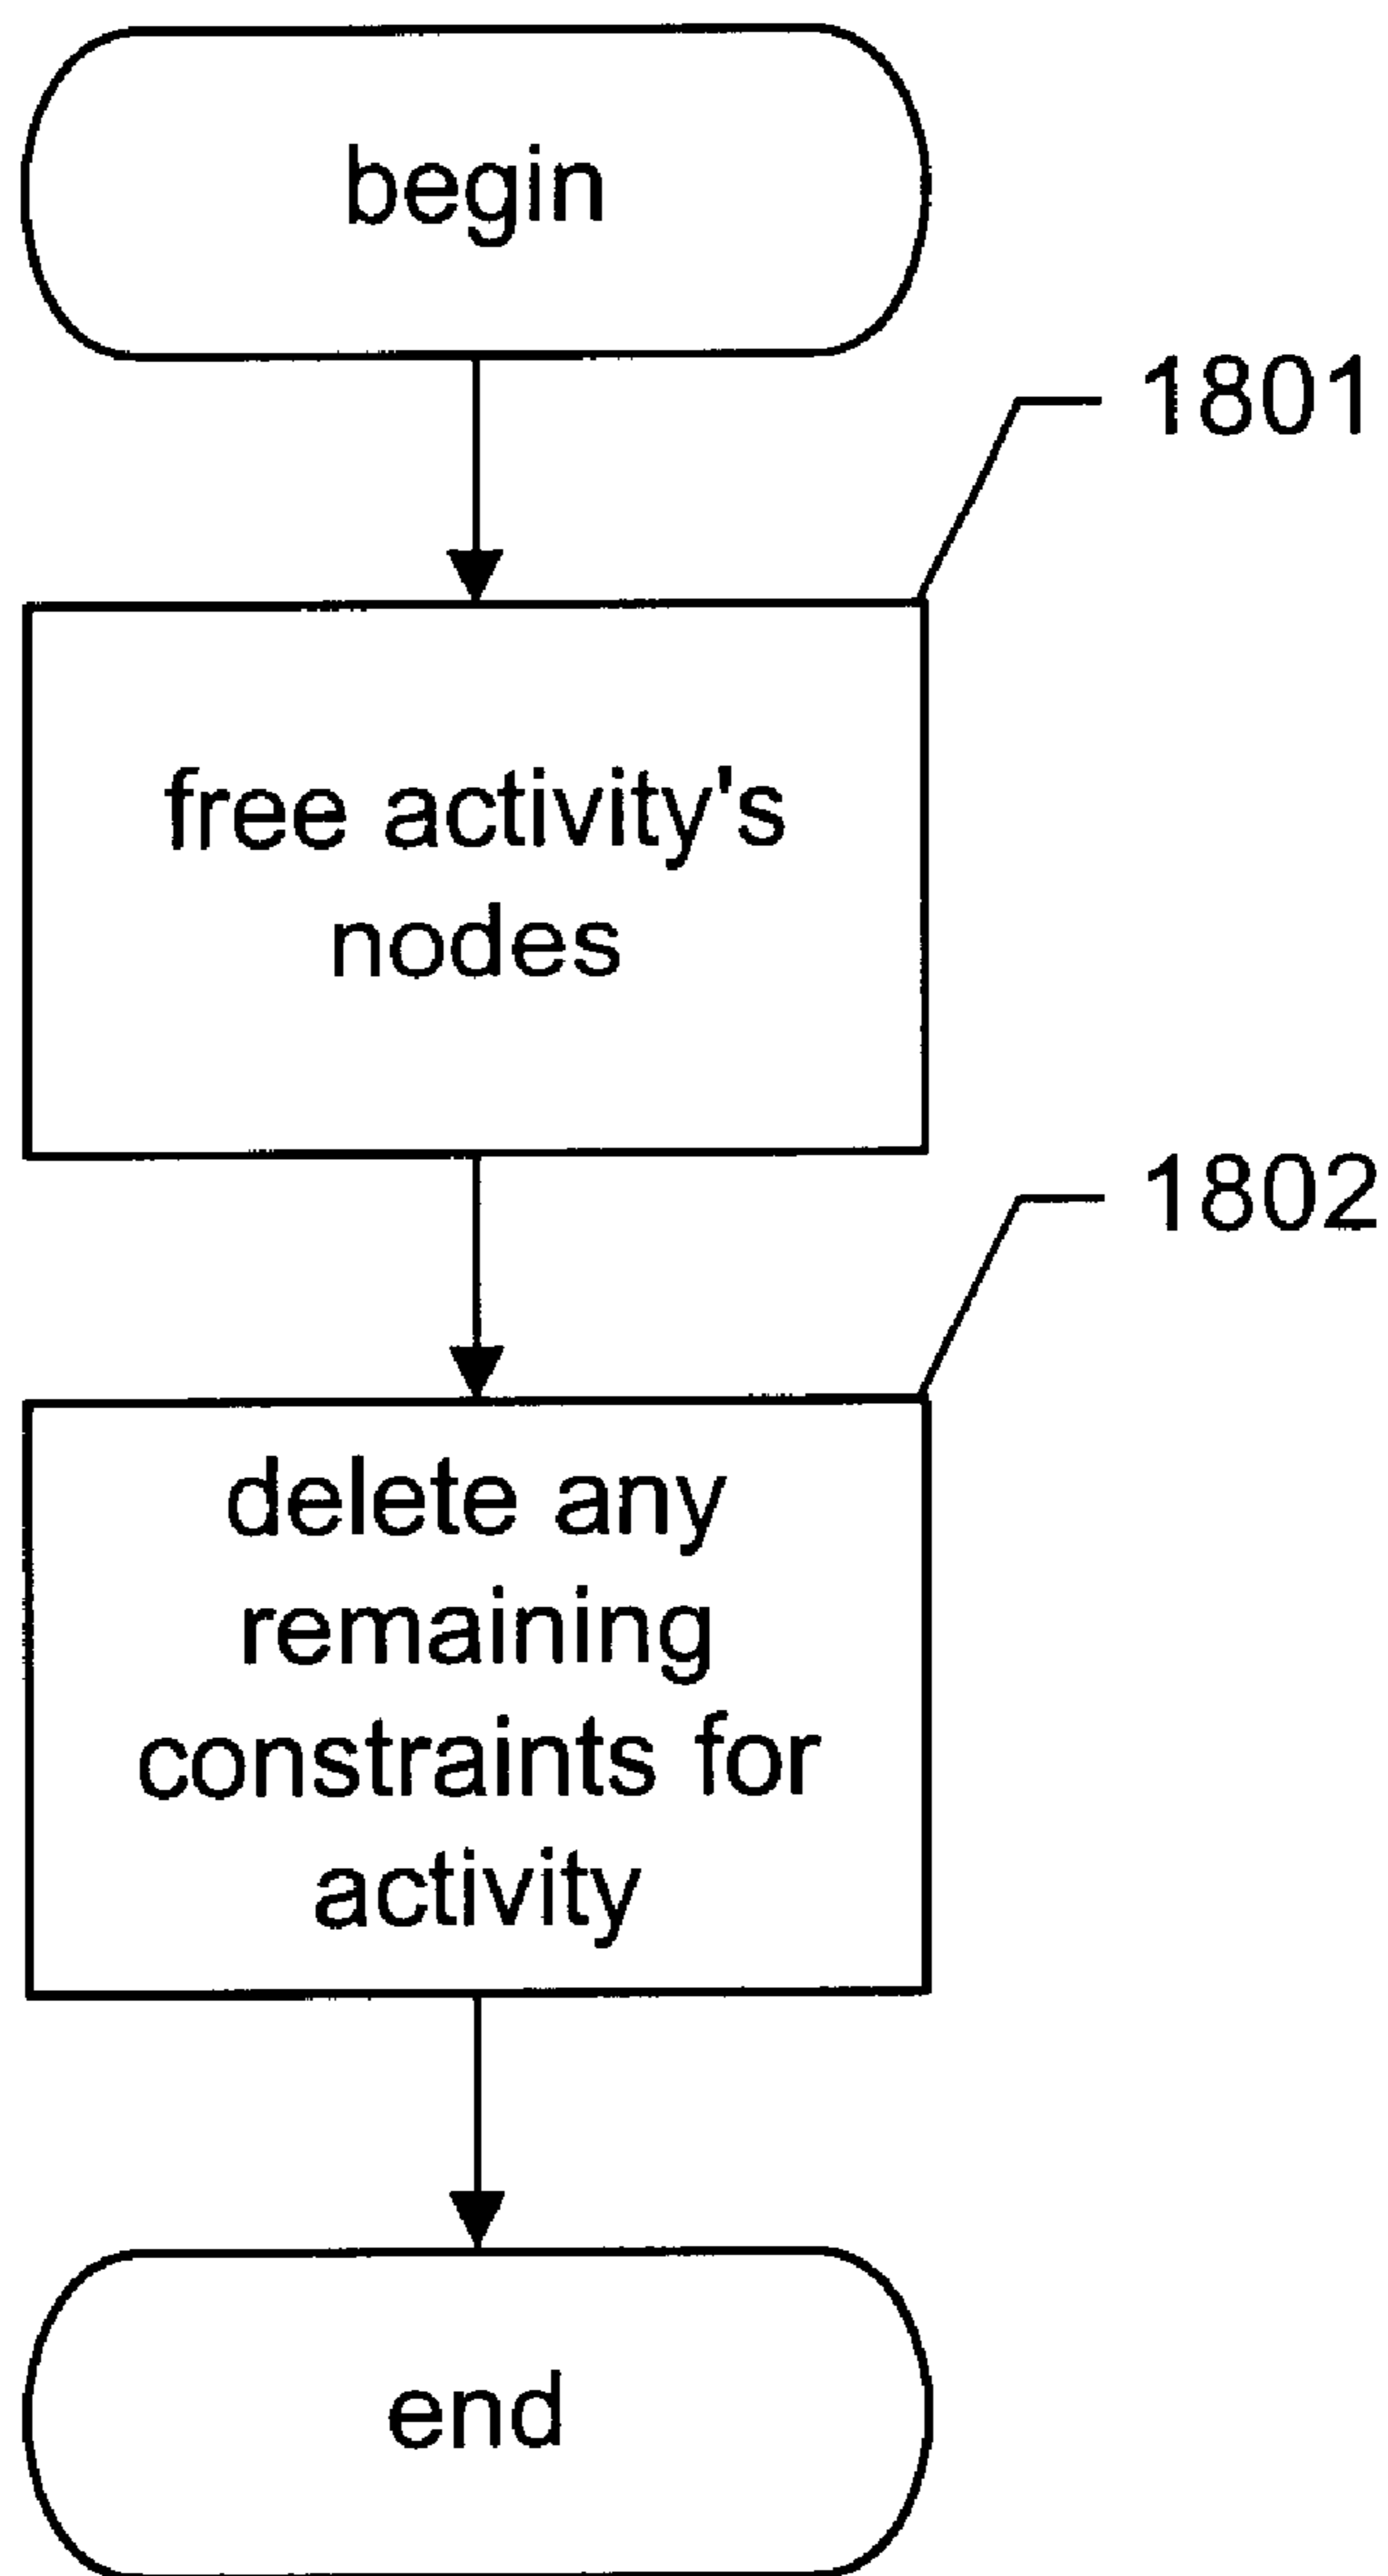 begin
1801
free activity's
nodes
1802
delete any
remaining
constraints for
activity
end